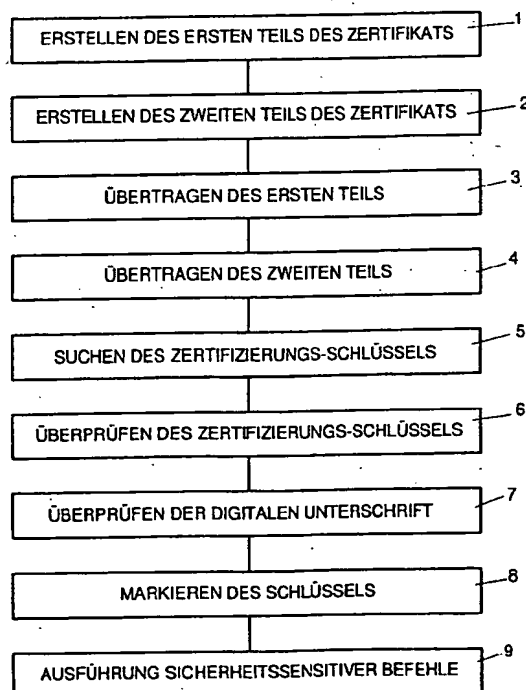 ERSTELLEN DES ERSTEN TEILS DES ZERTIFIKATS 1
ERSTELLEN DES ZWEITEN TEILS DES ZERTIFIKATS 2
ÜBERTRAGEN DES ERSTEN TEILS 3
ÜBERTRAGEN DES ZWEITEN TEILS 4
SUCHEN DES ZERTIFIZIERUNGS-SCHLÜSSELS 5
ÜBERPRÜFEN DES ZERTIFIZIERUNGS-SCHLÜSSELS 6
ÜBERPRÜFEN DER DIGITALEN UNTERSCHRIFT 7
MARKIEREN DES SCHLÜSSELS 8
AUSFÜHRUNG SICHERHEITSSENSITIVER BEFEHLE 9